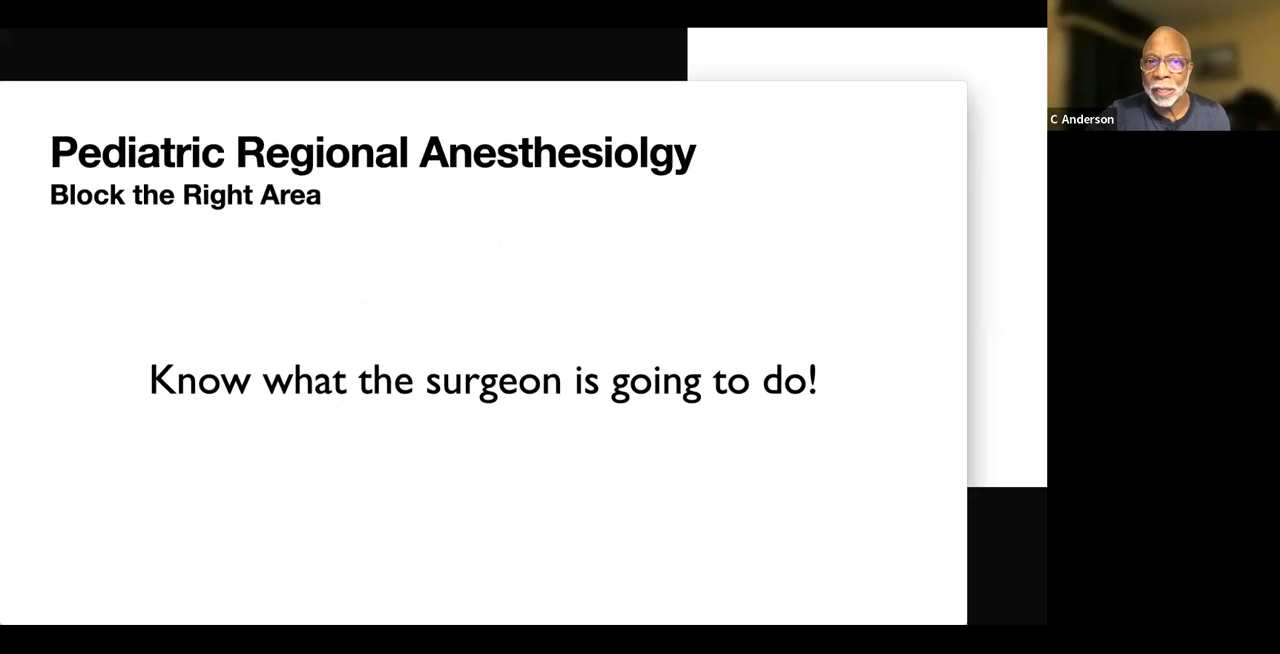 Pediatric Regional Anesthesiolgy
Block the Right Area
Know what the surgeon is going to do!
C Anderson